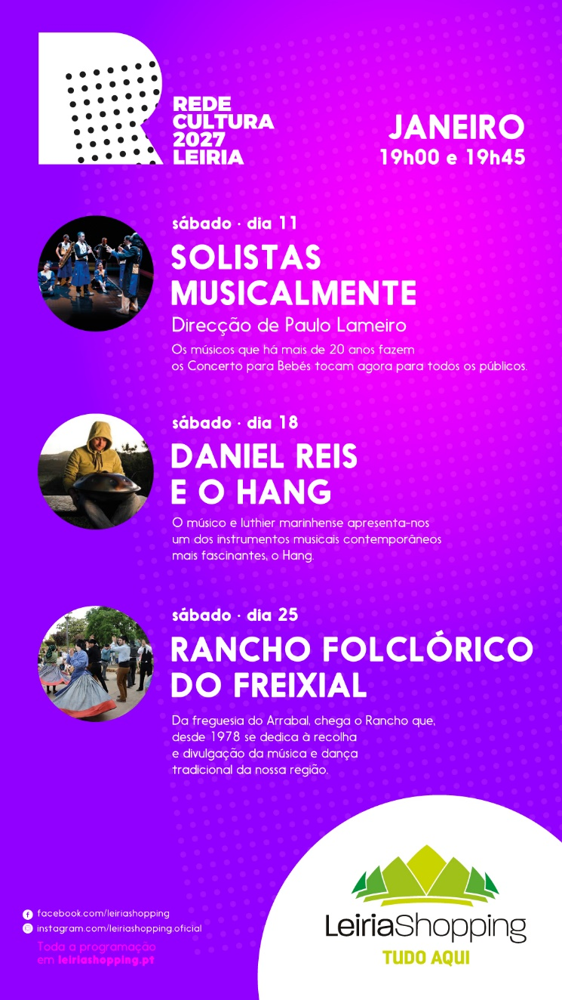 REDE
CULTURA
2027
LEIRIA
JANEIRO
19h00 e 19h45
sábado · dia 11
SOLISTAS
MUSICALMENTE
Direcção de Paulo Lameiro
Os músicos que há mais de 20 anos fazem
os Concerto para Bebés tocam agora para todos os públicos.
sábado · dia 18
DANIEL REIS
E O HANG
O músico e luthier marinhense apresenta-nos
um dos instrumentos musicais contemporâneos
mais fascinantes, o Hang.
sábado · dia 25
RANCHO FOLCLÓRICO
DO FREIXIAL
Da freguesia do Arrabal, chega o Rancho que,
desde 1978 se dedica à recolha
e divulgação da música e dança
tradicional da nossa região.
facebook.com/leiriashopping
instagram.com/leiriashopping.oficial
Toda a programação
em leiriashopping.pt
LeiriaShopping
TUDO AQUI